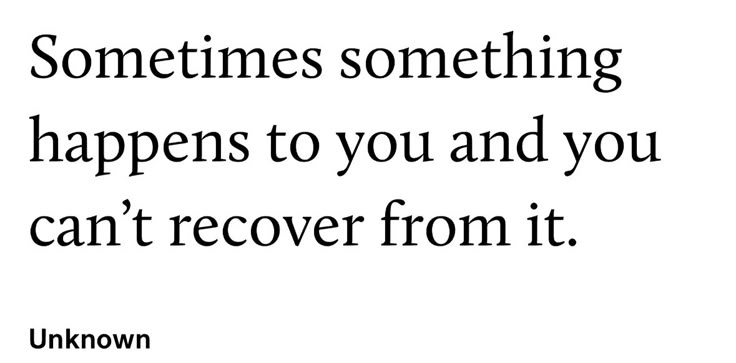 Sometimes something
happens to you and you
can’t recover from it.
Unknown